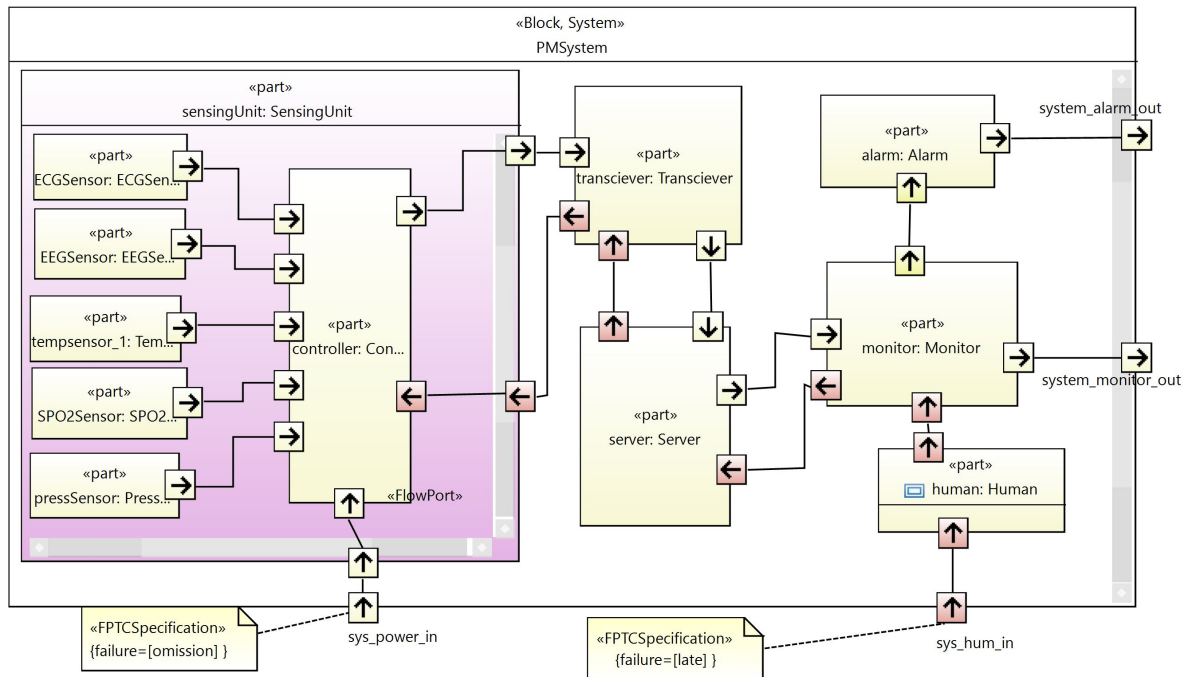 «Block, System»
PMSystem
«part»
sensingUnit: SensingUnit
«part»
ECGSensor: ECGSen...
«part»
EEGSensor: EEGSe...
«part»
tempsensor_1: Tem...
«part»
SPO2Sensor: SPO2...
«part»
pressSensor: Press...
«part»
controller: Con...
«FlowPort»
«part»
transciever: Transciever
«part»
server: Server
«part»
alarm: Alarm
system_alarm_out
«part»
monitor: Monitor
system_monitor_out
«part»
human: Human
«FPTCSpecification»
{failure=[omission] }
sys_power_in
«FPTCSpecification»
{failure=[late] }
sys_hum_in